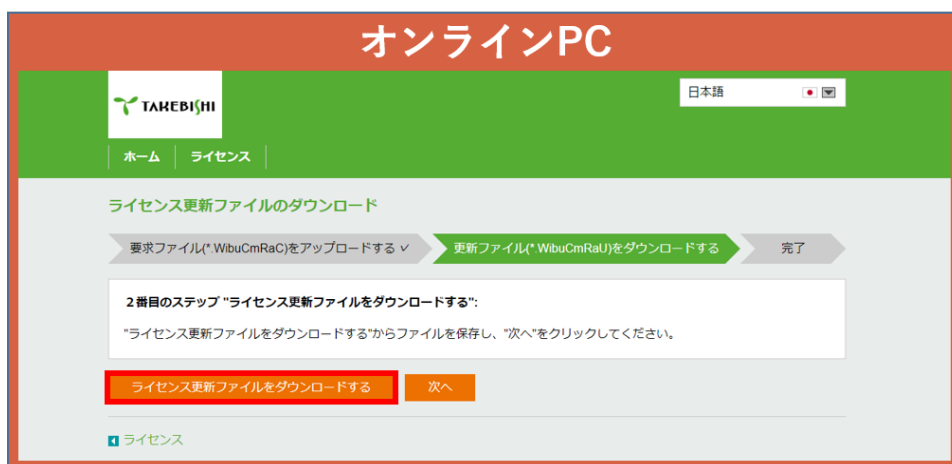 オンラインPC
TAKEBISHI
日本語
ホーム ライセンス
ライセンス更新ファイルのダウンロード
要求ファイル(*.WibuCmRaC)をアップロードする 更新ファイル(*.WibuCmRaU)をダウンロードする 完了
2番目のステップ "ライセンス更新ファイルをダウンロードする":
"ライセンス更新ファイルをダウンロードする"からファイルを保存し、"次へ"をクリックしてください。
ライセンス更新ファイルをダウンロードする 次へ
ライセンス